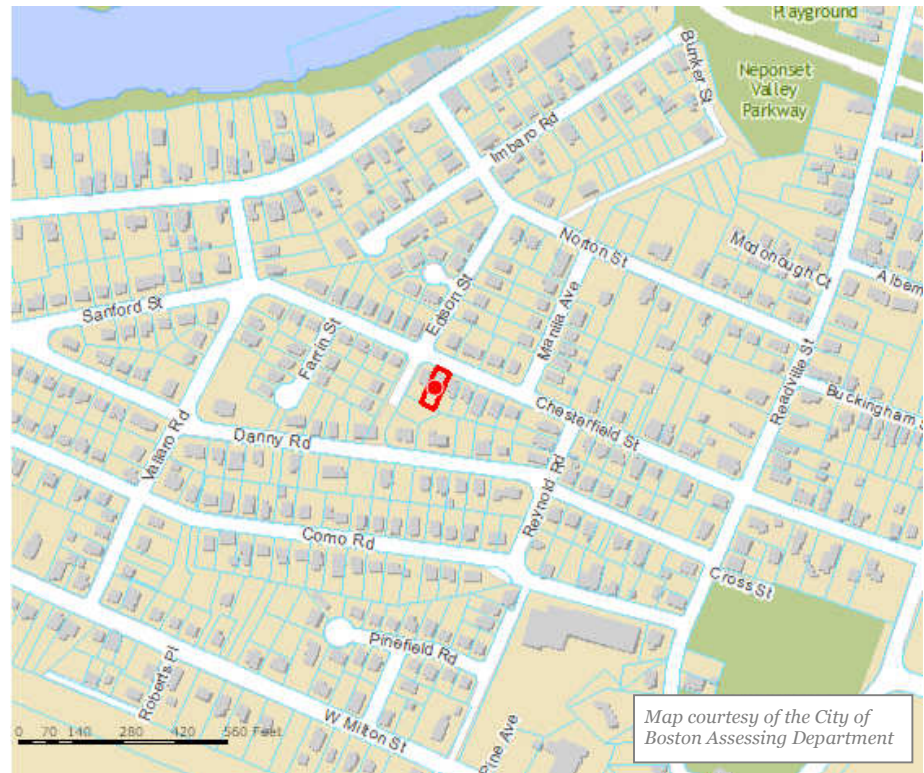 Playground
Bunker St
Neponset
Valley
Parkway
Imbaro Rd
Norton St
Mcdonough Ct
Sanford St
Edson St
Farrin St
Manila Ave
Readville St
Buckingham S
Chesterfield St
Vallaro Rd
Danny Rd
Reynold Rd
Como Rd
Cross St
Pinefield Rd
Roberts Pl
W Milton St
Pine Ave
0 70 140 280 420 560 Feet
Map courtesy of the City of
Boston Assessing Department